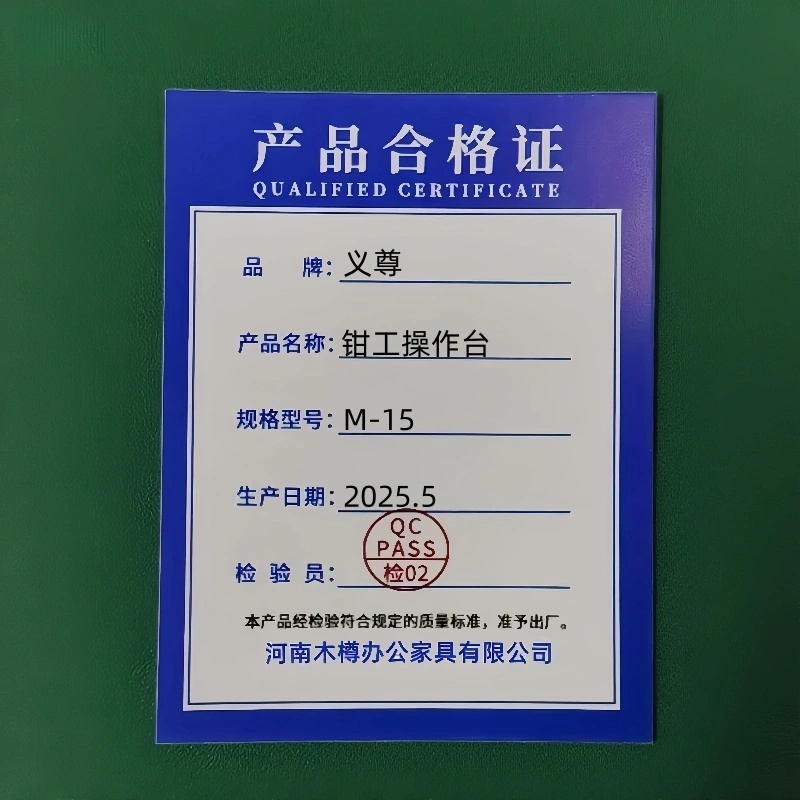 产品合格证
QUALIFIED CERTIFICATE
品 牌：义尊
产品名称：钳工操作台
规格型号：M-15
生产日期：2025.5
QC
PASS
检验员：
检02
本产品经检验符合规定的质量标准，准予出厂。
河南木樽办公家具有限公司